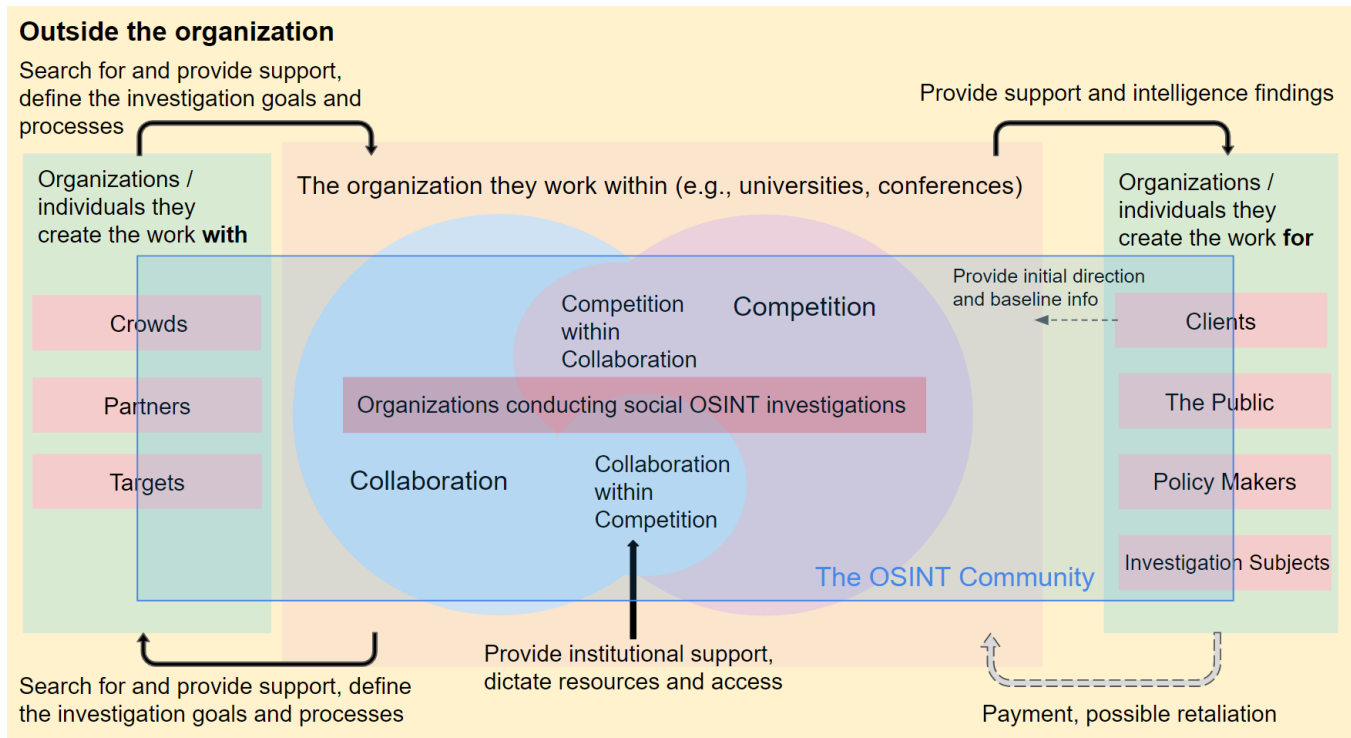 Outside the organization
Search for and provide support,
define the investigation goals and
processes
Provide support and intelligence findings
Organizations /
individuals they
create the work with
The organization they work within (e.g., universities, conferences)
Organizations /
individuals they
create the work for
Provide initial direction
and baseline info
Crowds
Partners
Targets
Competition
within
Collaboration
Competition
Organizations conducting social OSINT investigations
Collaboration
Collaboration
within
Competition
Clients
The Public
Policy Makers
Investigation Subjects
The OSINT Community
Search for and provide support, define
the investigation goals and processes
Provide institutional support,
dictate resources and access
Payment, possible retaliation